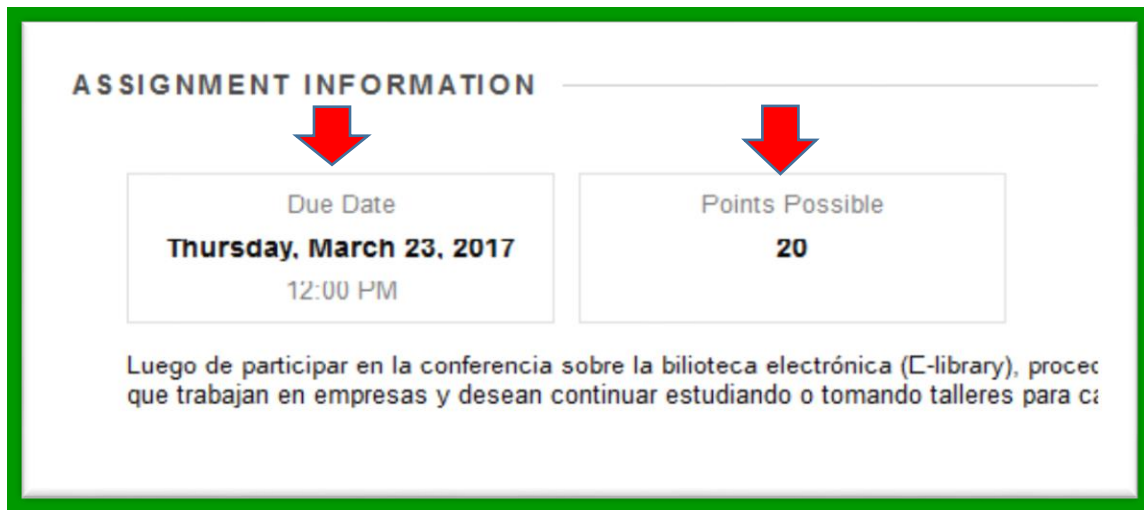 ASSIGNMENT INFORMATION
Due Date
Thursday, March 23, 2017
12:00 PM
Points Possible
20
Luego de participar en la conferencia sobre la bilioteca electrónica (E-library),
que trabajan en empresas y desean continuar estudiando o tomando talleres para